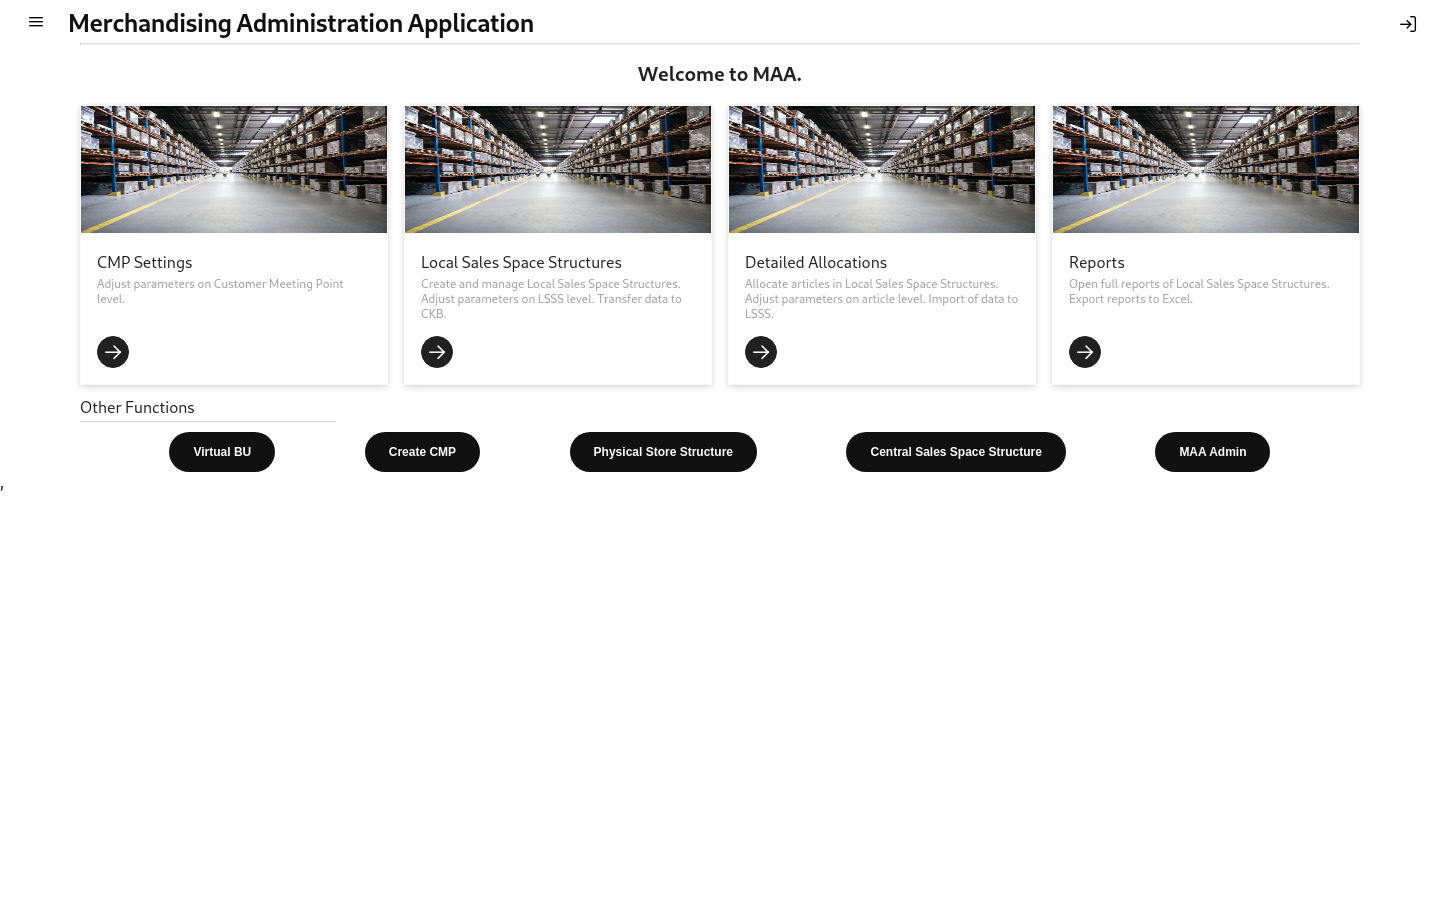 Merchandising Administration Application
Welcome to MAA.
CMP Settings
Adjust parameters on Customer Meeting Point
level.
Local Sales Space Structures
Create and manage Local Sales Space Structures.
Adjust parameters on LSSS level. Transfer data to
CKB.
Detailed Allocations
Allocate articles in Local Sales Space Structures.
Adjust parameters on article level. Import of data to
LSSS.
Reports
Open full reports of Local Sales Space Structures.
Export reports to Excel.
Other Functions
Virtual BU
Create CMP
Physical Store Structure
Central Sales Space Structure
MAA Admin
,